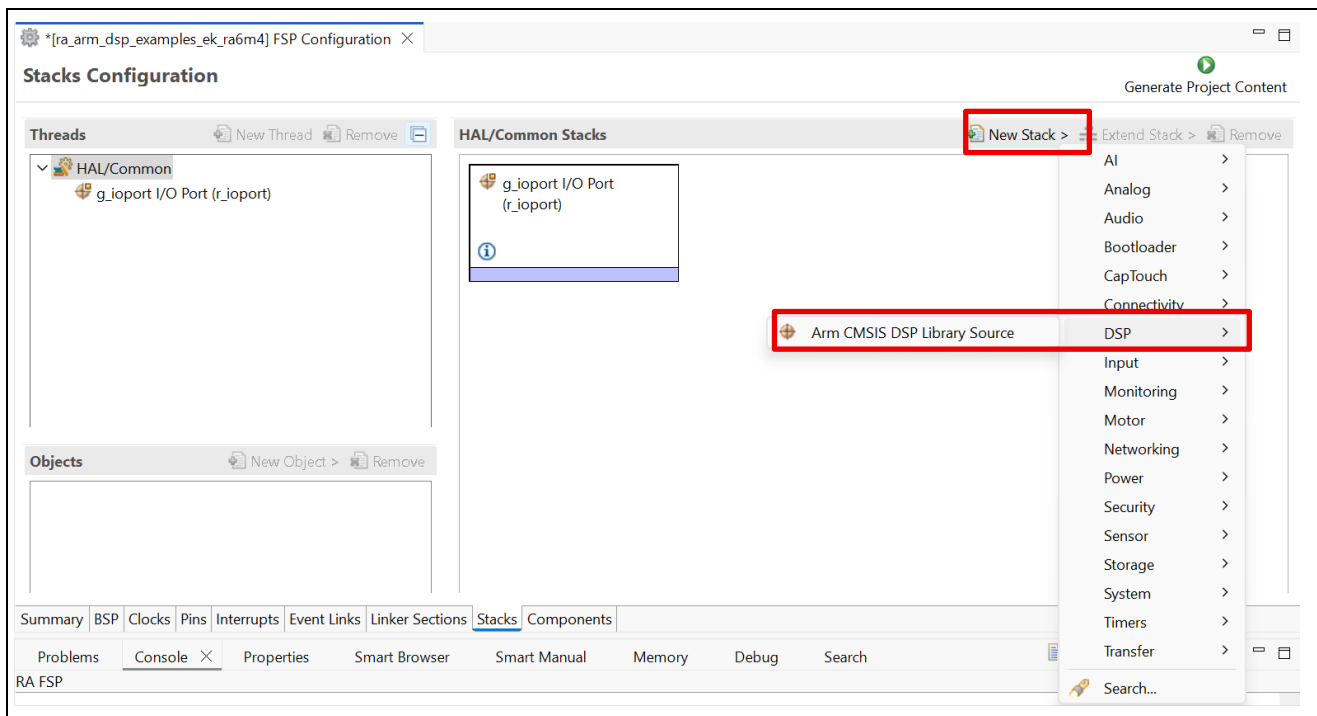 *[ra_arm_dsp_examples_ek_ra6m4] FSP Configuration
Stacks Configuration
Generate Project Content
Threads
New Thread
Remove
HAL/Common
g_ioport I/O Port (r_ioport)
Objects
New Object >
Remove
HAL/Common Stacks
New Stack >
Extend Stack >
Remove
g_ioport I/O Port
(r_ioport)
AI
Analog
Audio
Bootloader
CapTouch
Connectivity
Arm CMSIS DSP Library Source
DSP
Input
Monitoring
Motor
Networking
Power
Security
Sensor
Storage
System
Timers
Transfer
Search...
Summary BSP Clocks Pins Interrupts Event Links Linker Sections Stacks Components
Problems Console Properties Smart Browser Smart Manual Memory Debug Search
RA FSP